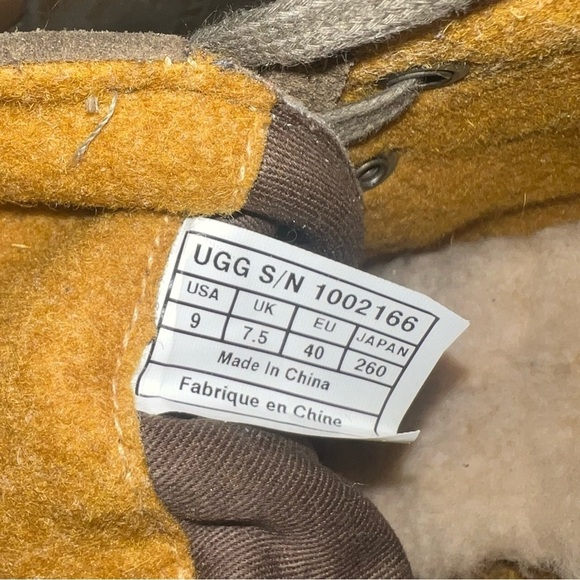 UGG S/N 1002166
USA UK EU JAPAN
9 7.5 40 260
Made In China
Fabrique en Chine